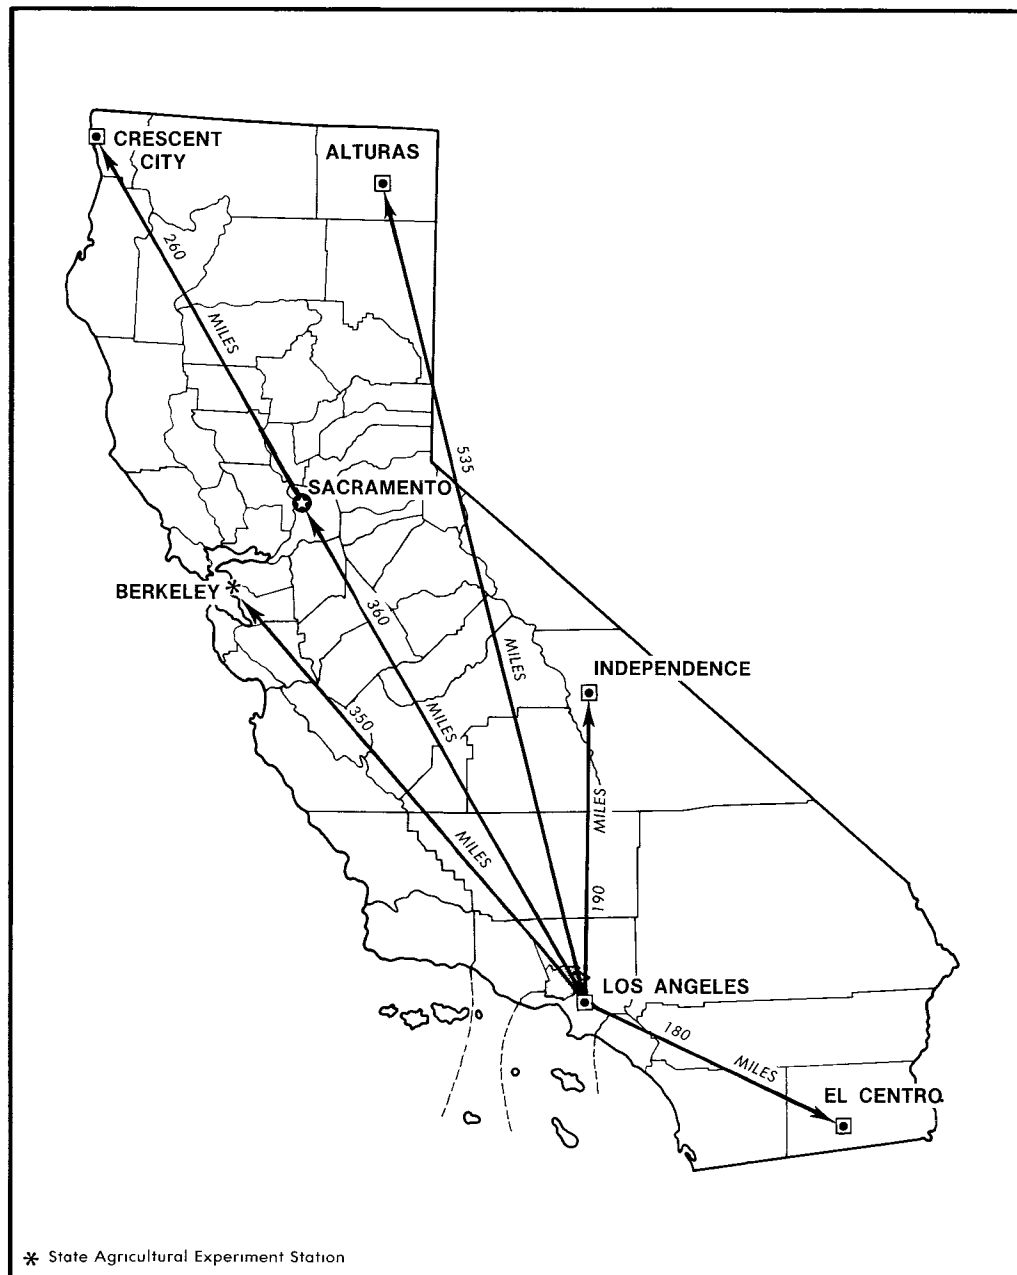 CRESCENT
CITY
ALTURAS
260
MILES
535
SACRAMENTO
BERKELEY *
360
MILES
INDEPENDENCE
350
MILES
MILES
MILES
190
LOS ANGELES
180
MILES
EL CENTRO
* State Agricultural Experiment Station